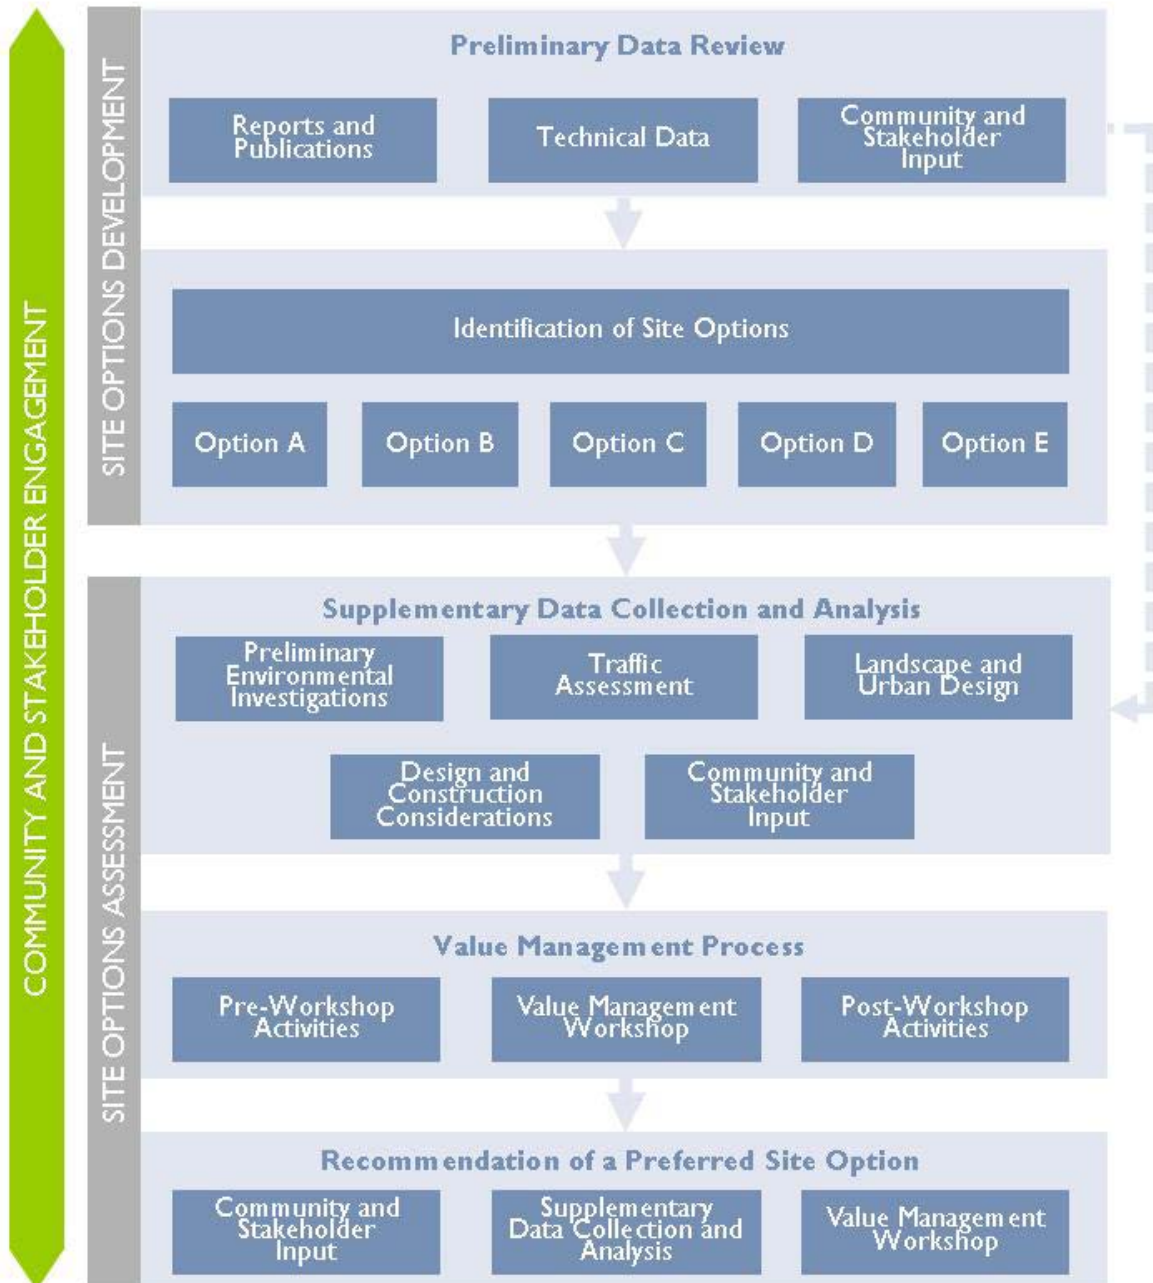 COMMUNITY AND STAKEHOLDER ENGAGEMENT
SITE OPTIONS DEVELOPMENT
Preliminary Data Review
Reports and
Publications
Technical Data
Community and
Stakeholder
Input
Identification of Site Options
Option A
Option B
Option C
Option D
Option E
SITE OPTIONS ASSESSMENT
Supplementary Data Collection and Analysis
Preliminary
Environmental
Investigations
Traffic
Assessment
Landscape and
Urban Design
Design and
Construction
Considerations
Community and
Stakeholder
Input
Value Management Process
Pre-Workshop
Activities
Value Management
Workshop
Post-Workshop
Activities
Recommendation of a Preferred Site Option
Community and
Stakeholder
Input
Supplementary
Data Collection and
Analysis
Value Management
Workshop